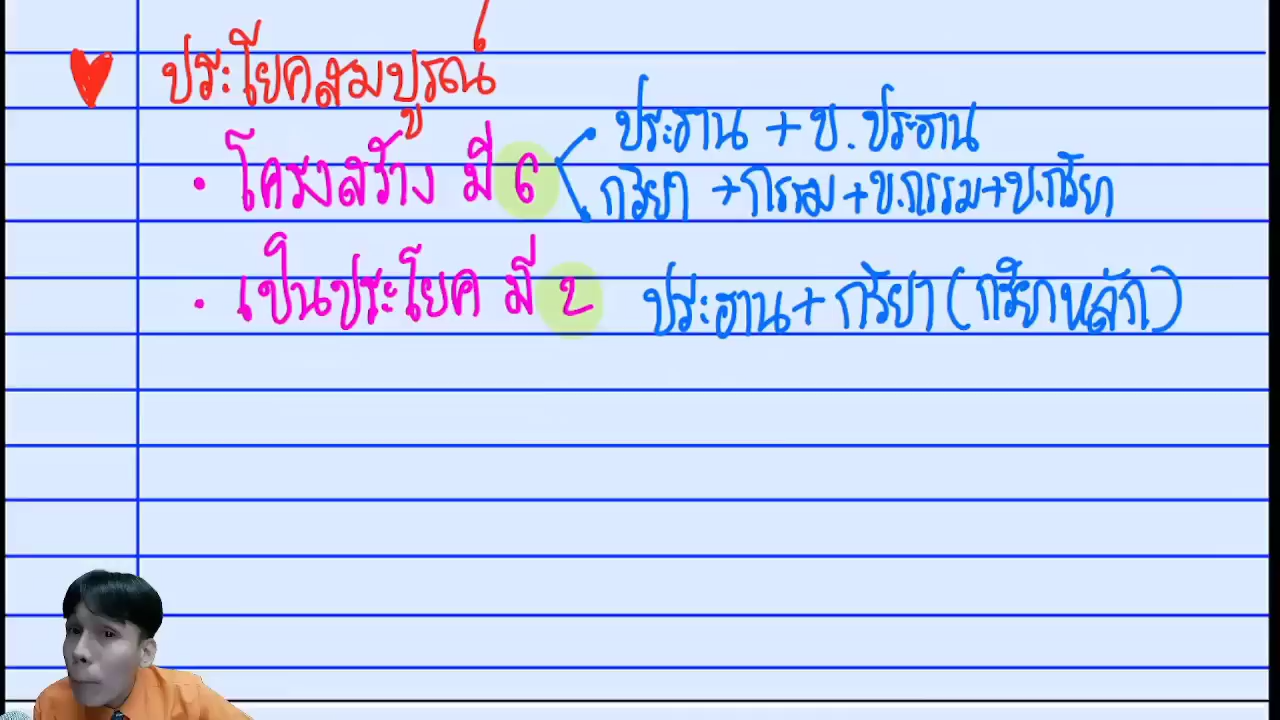 ประโยคสมบูรณ์
• โครงสร้าง มี 6 ประธาน + ข.ประธาน
กริยา + กรรม + ข.กรรม + ข.กริยา
• เป็นประโยค มี 2 ประธาน + กริยา (กริยาหลัก)